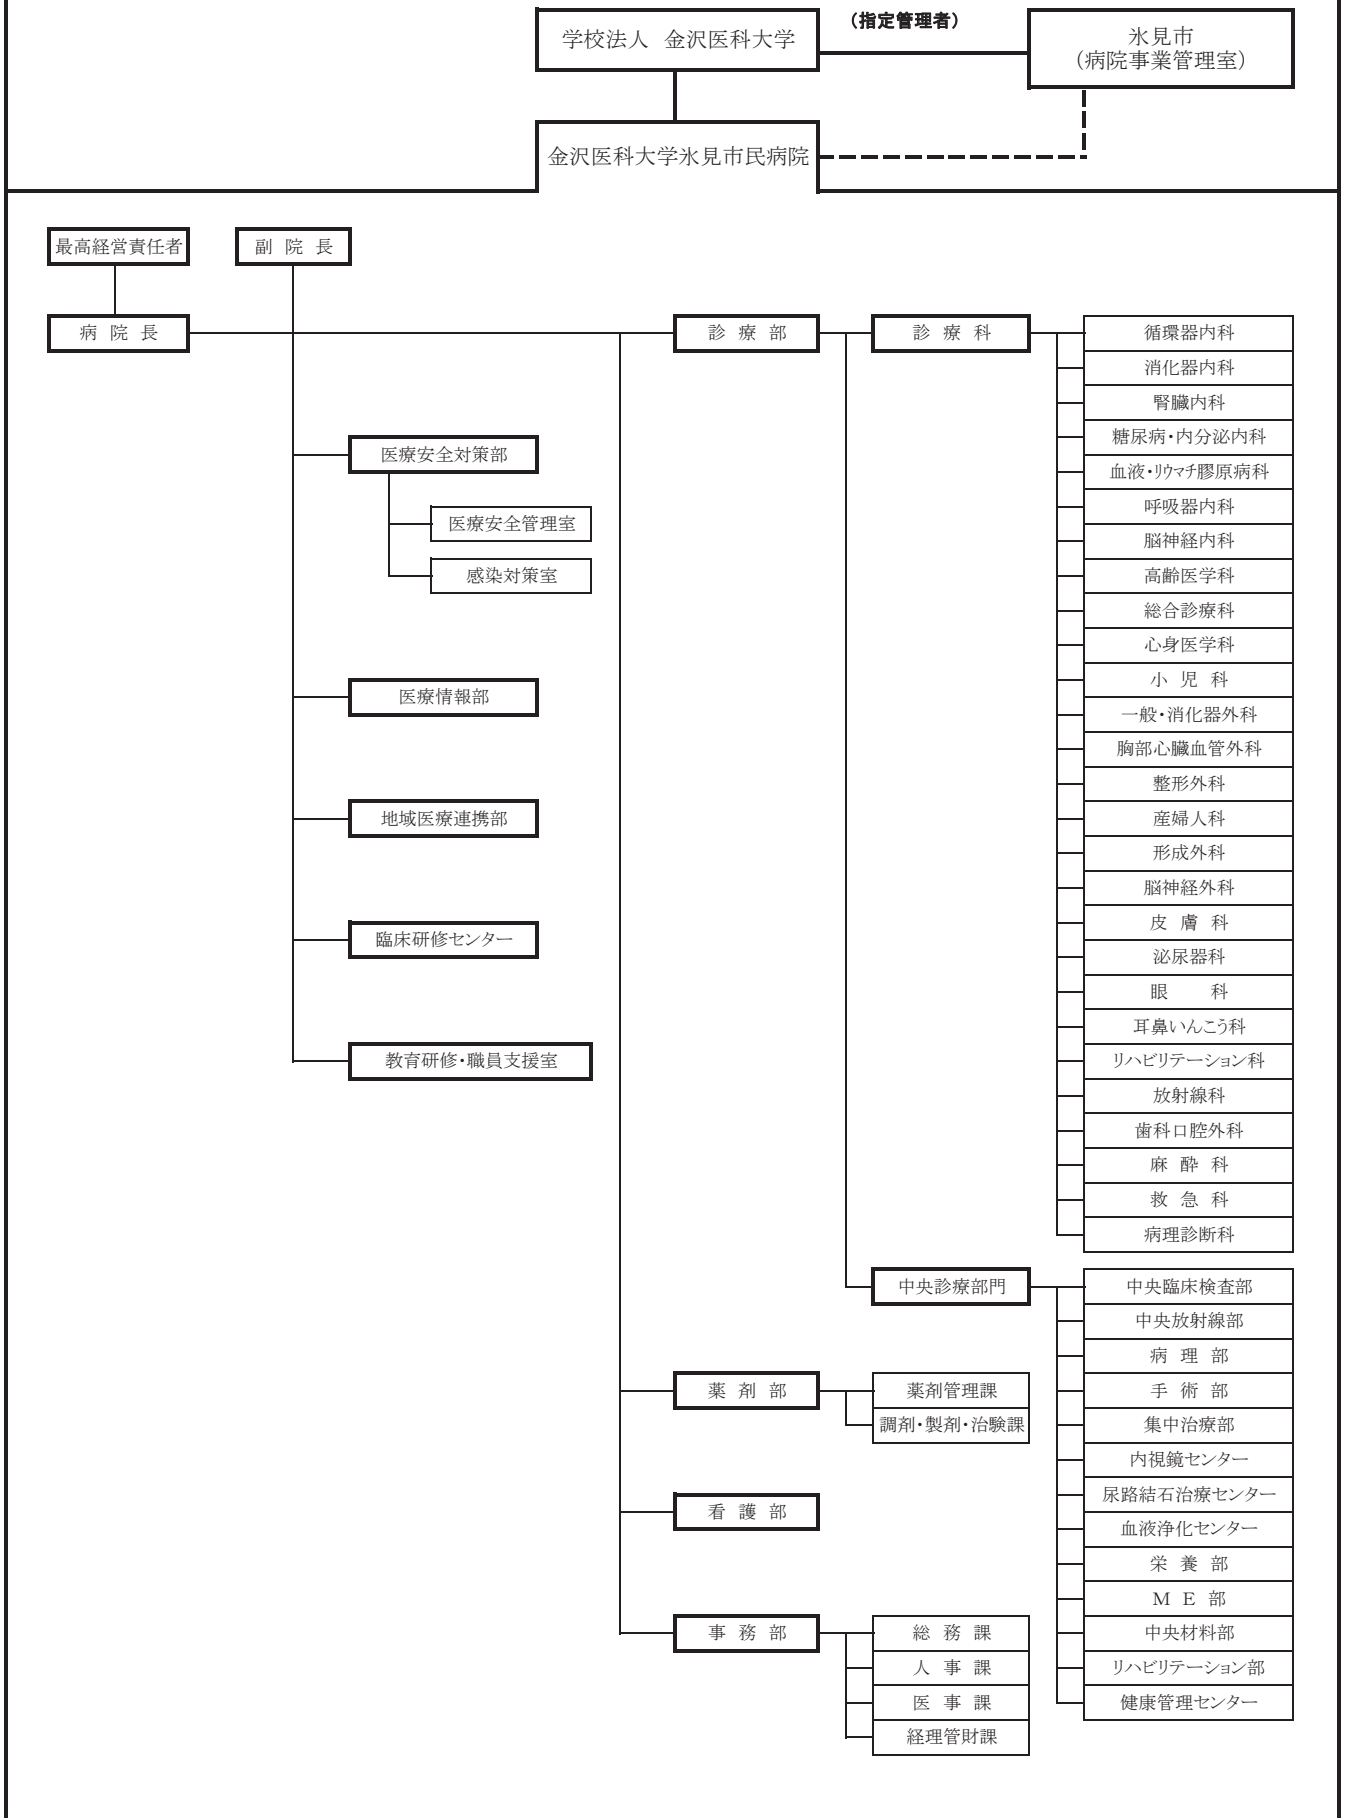 学校法人 金沢医科大学
（指定管理者）
氷見市
（病院事業管理室）
金沢医科大学氷見市民病院
最高経営責任者
副 院 長
病 院 長
診 療 部
診 療 科
循環器内科
消化器内科
腎臓内科
糖尿病・内分泌内科
血液・リウマチ膠原病科
呼吸器内科
脳神経内科
高齢医学科
総合診療科
心身医学科
小 児 科
一般・消化器外科
胸部心臓血管外科
整形外科
産婦人科
形成外科
脳神経外科
皮 膚 科
泌尿器科
眼 科
耳鼻いんこう科
リハビリテーション科
放射線科
歯科口腔外科
麻 酔 科
救 急 科
病理診断科
医療安全対策部
医療安全管理室
感染対策室
医療情報部
地域医療連携部
臨床研修センター
教育研修・職員支援室
中央診療部門
中央臨床検査部
中央放射線部
病 理 部
手 術 部
集中治療部
内視鏡センター
尿路結石治療センター
血液浄化センター
栄 養 部
Ｍ Ｅ 部
中央材料部
リハビリテーション部
健康管理センター
薬 剤 部
薬剤管理課
調剤・製剤・治験課
看 護 部
事 務 部
総 務 課
人 事 課
医 事 課
経理管財課